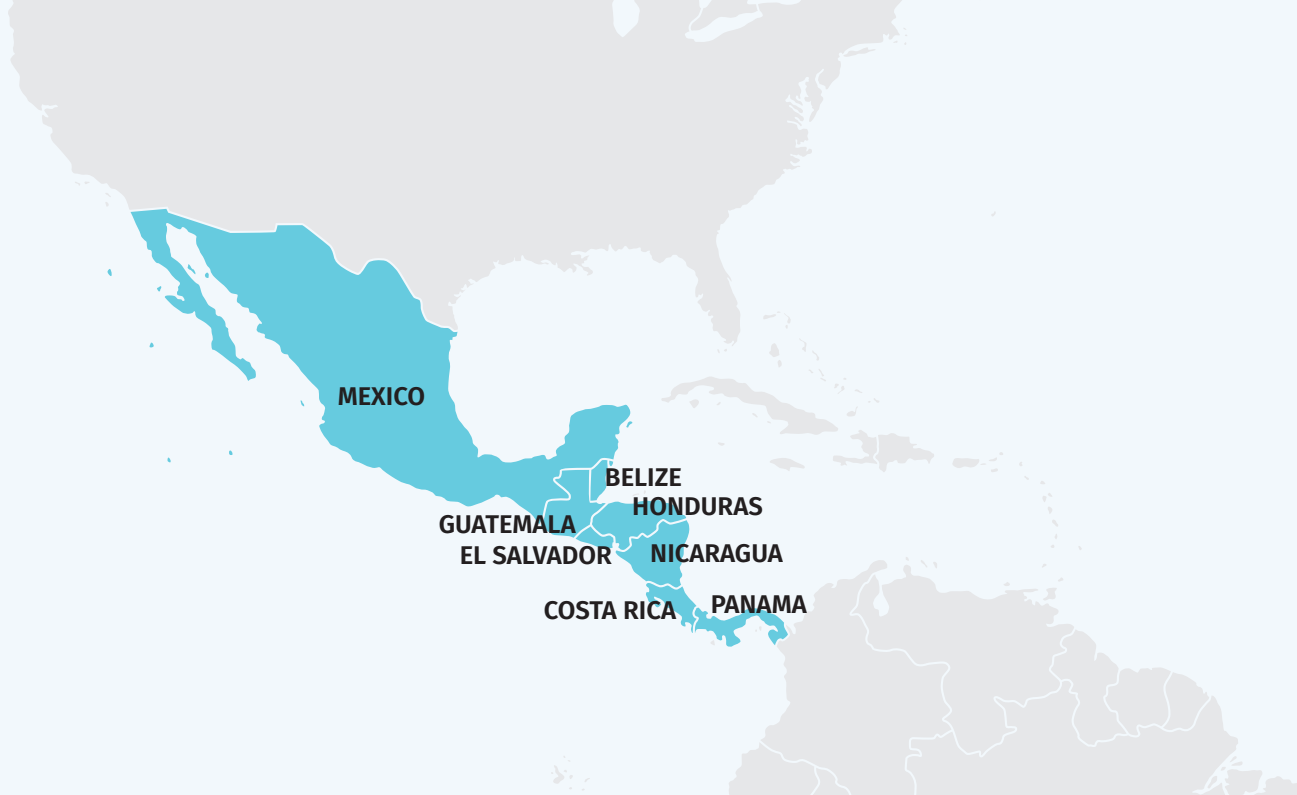 MEXICO
BELIZE
HONDURAS
GUATEMALA
EL SALVADOR
NICARAGUA
COSTA RICA
PANAMA